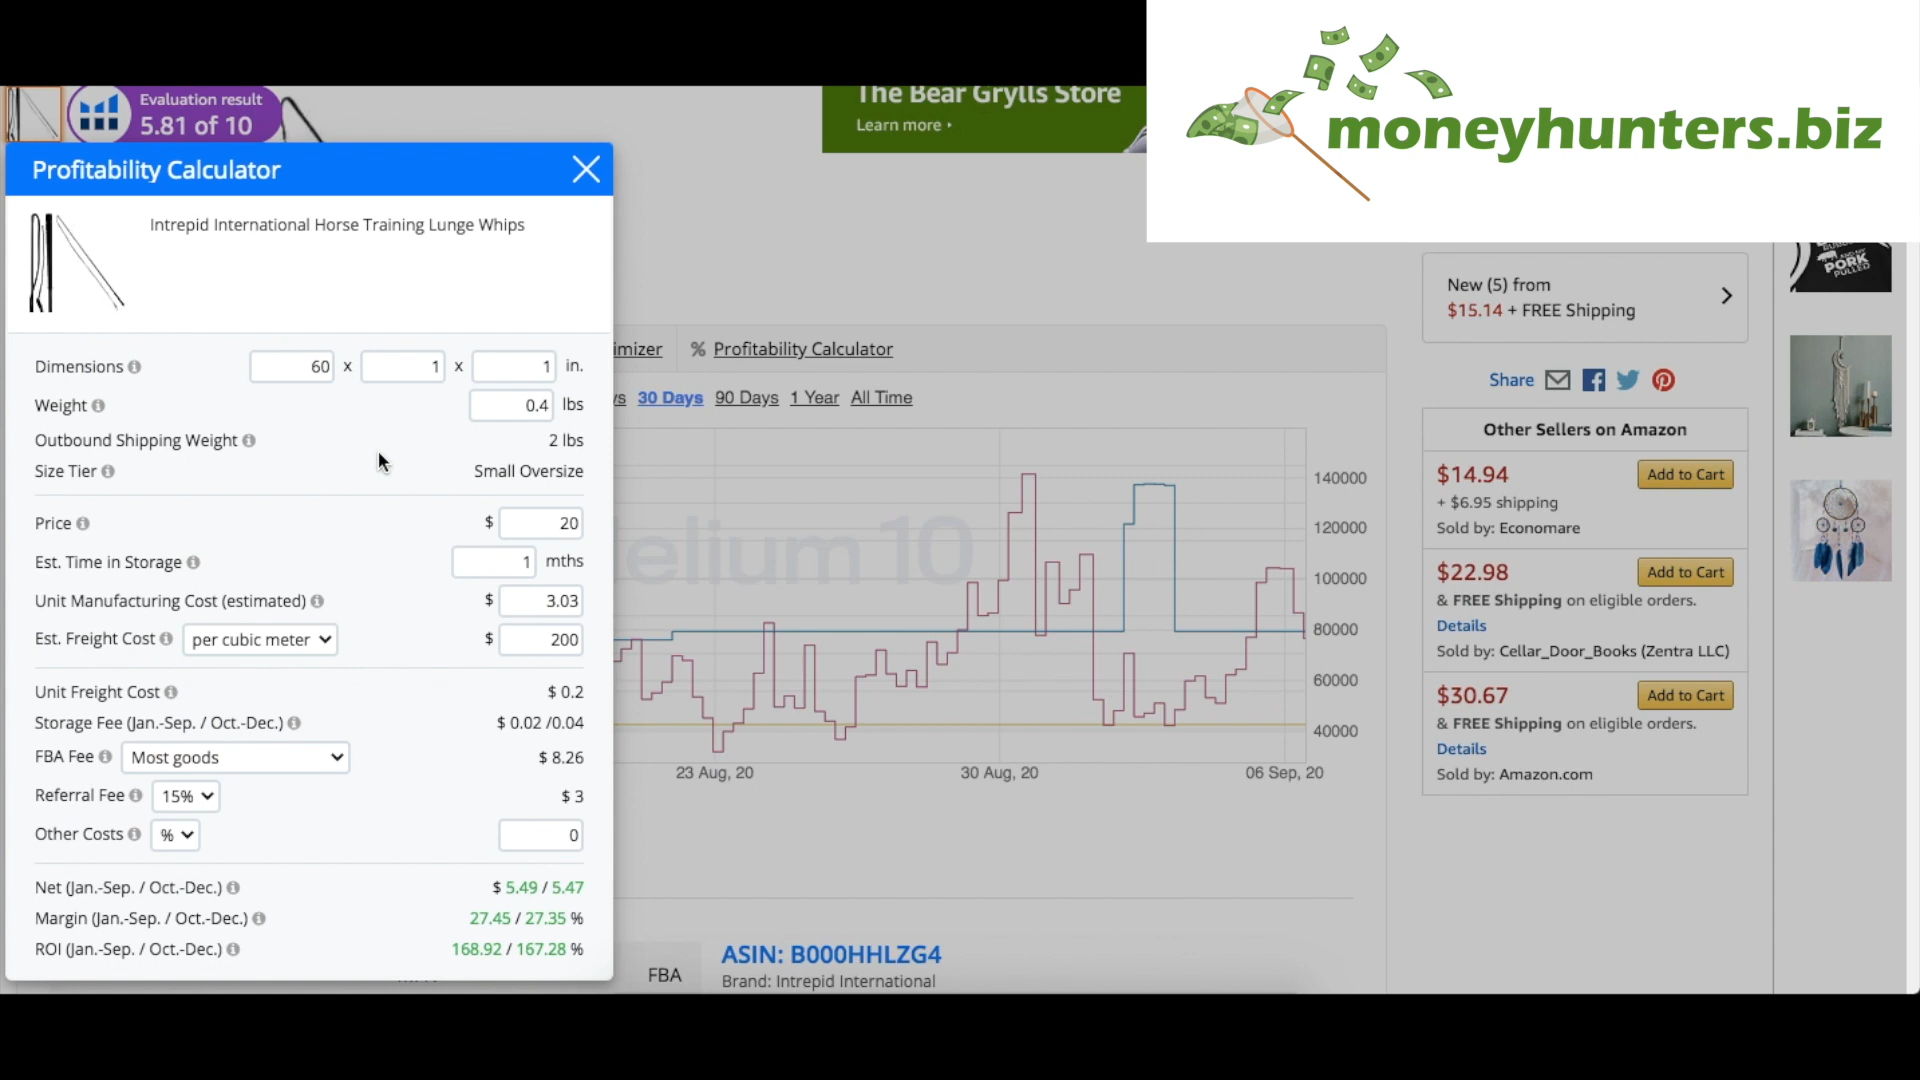 Evaluation result
5.81 of 10
The Bear Grylls Store
Learn more
moneyhunters.biz
Profitability Calculator
Intrepid International Horse Training Lunge Whips
Dimensions 60 x 1 x 1 in.
Weight 0.4 lbs
Outbound Shipping Weight 2 lbs
Size Tier Small Oversize
Price $ 20
Est. Time in Storage 1 mths
Unit Manufacturing Cost (estimated) $ 3.03
Est. Freight Cost per cubic meter $ 200
Unit Freight Cost $ 0.2
Storage Fee (Jan.-Sep. / Oct.-Dec.) $ 0.02 /0.04
FBA Fee Most goods $ 8.26
Referral Fee 15% $ 3
Other Costs % 0
Net (Jan.-Sep. / Oct.-Dec.) $ 5.49 / 5.47
Margin (Jan.-Sep. / Oct.-Dec.) 27.45 / 27.35 %
ROI (Jan.-Sep. / Oct.-Dec.) 168.92 / 167.28 %
imizer % Profitability Calculator
30 Days 90 Days 1 Year All Time
elium 10
140000
120000
100000
80000
60000
40000
23 Aug, 20 30 Aug, 20 06 Sep, 20
FBA
ASIN: B000HHLZG4
Brand: Intrepid International
New (5) from
$15.14 + FREE Shipping
Share
Other Sellers on Amazon
$14.94 Add to Cart
+ $6.95 shipping
Sold by: Economare
$22.98 Add to Cart
& FREE Shipping on eligible orders.
Details
Sold by: Cellar_Door_Books (Zentra LLC)
$30.67 Add to Cart
& FREE Shipping on eligible orders.
Details
Sold by: Amazon.com
PORK
PULLED